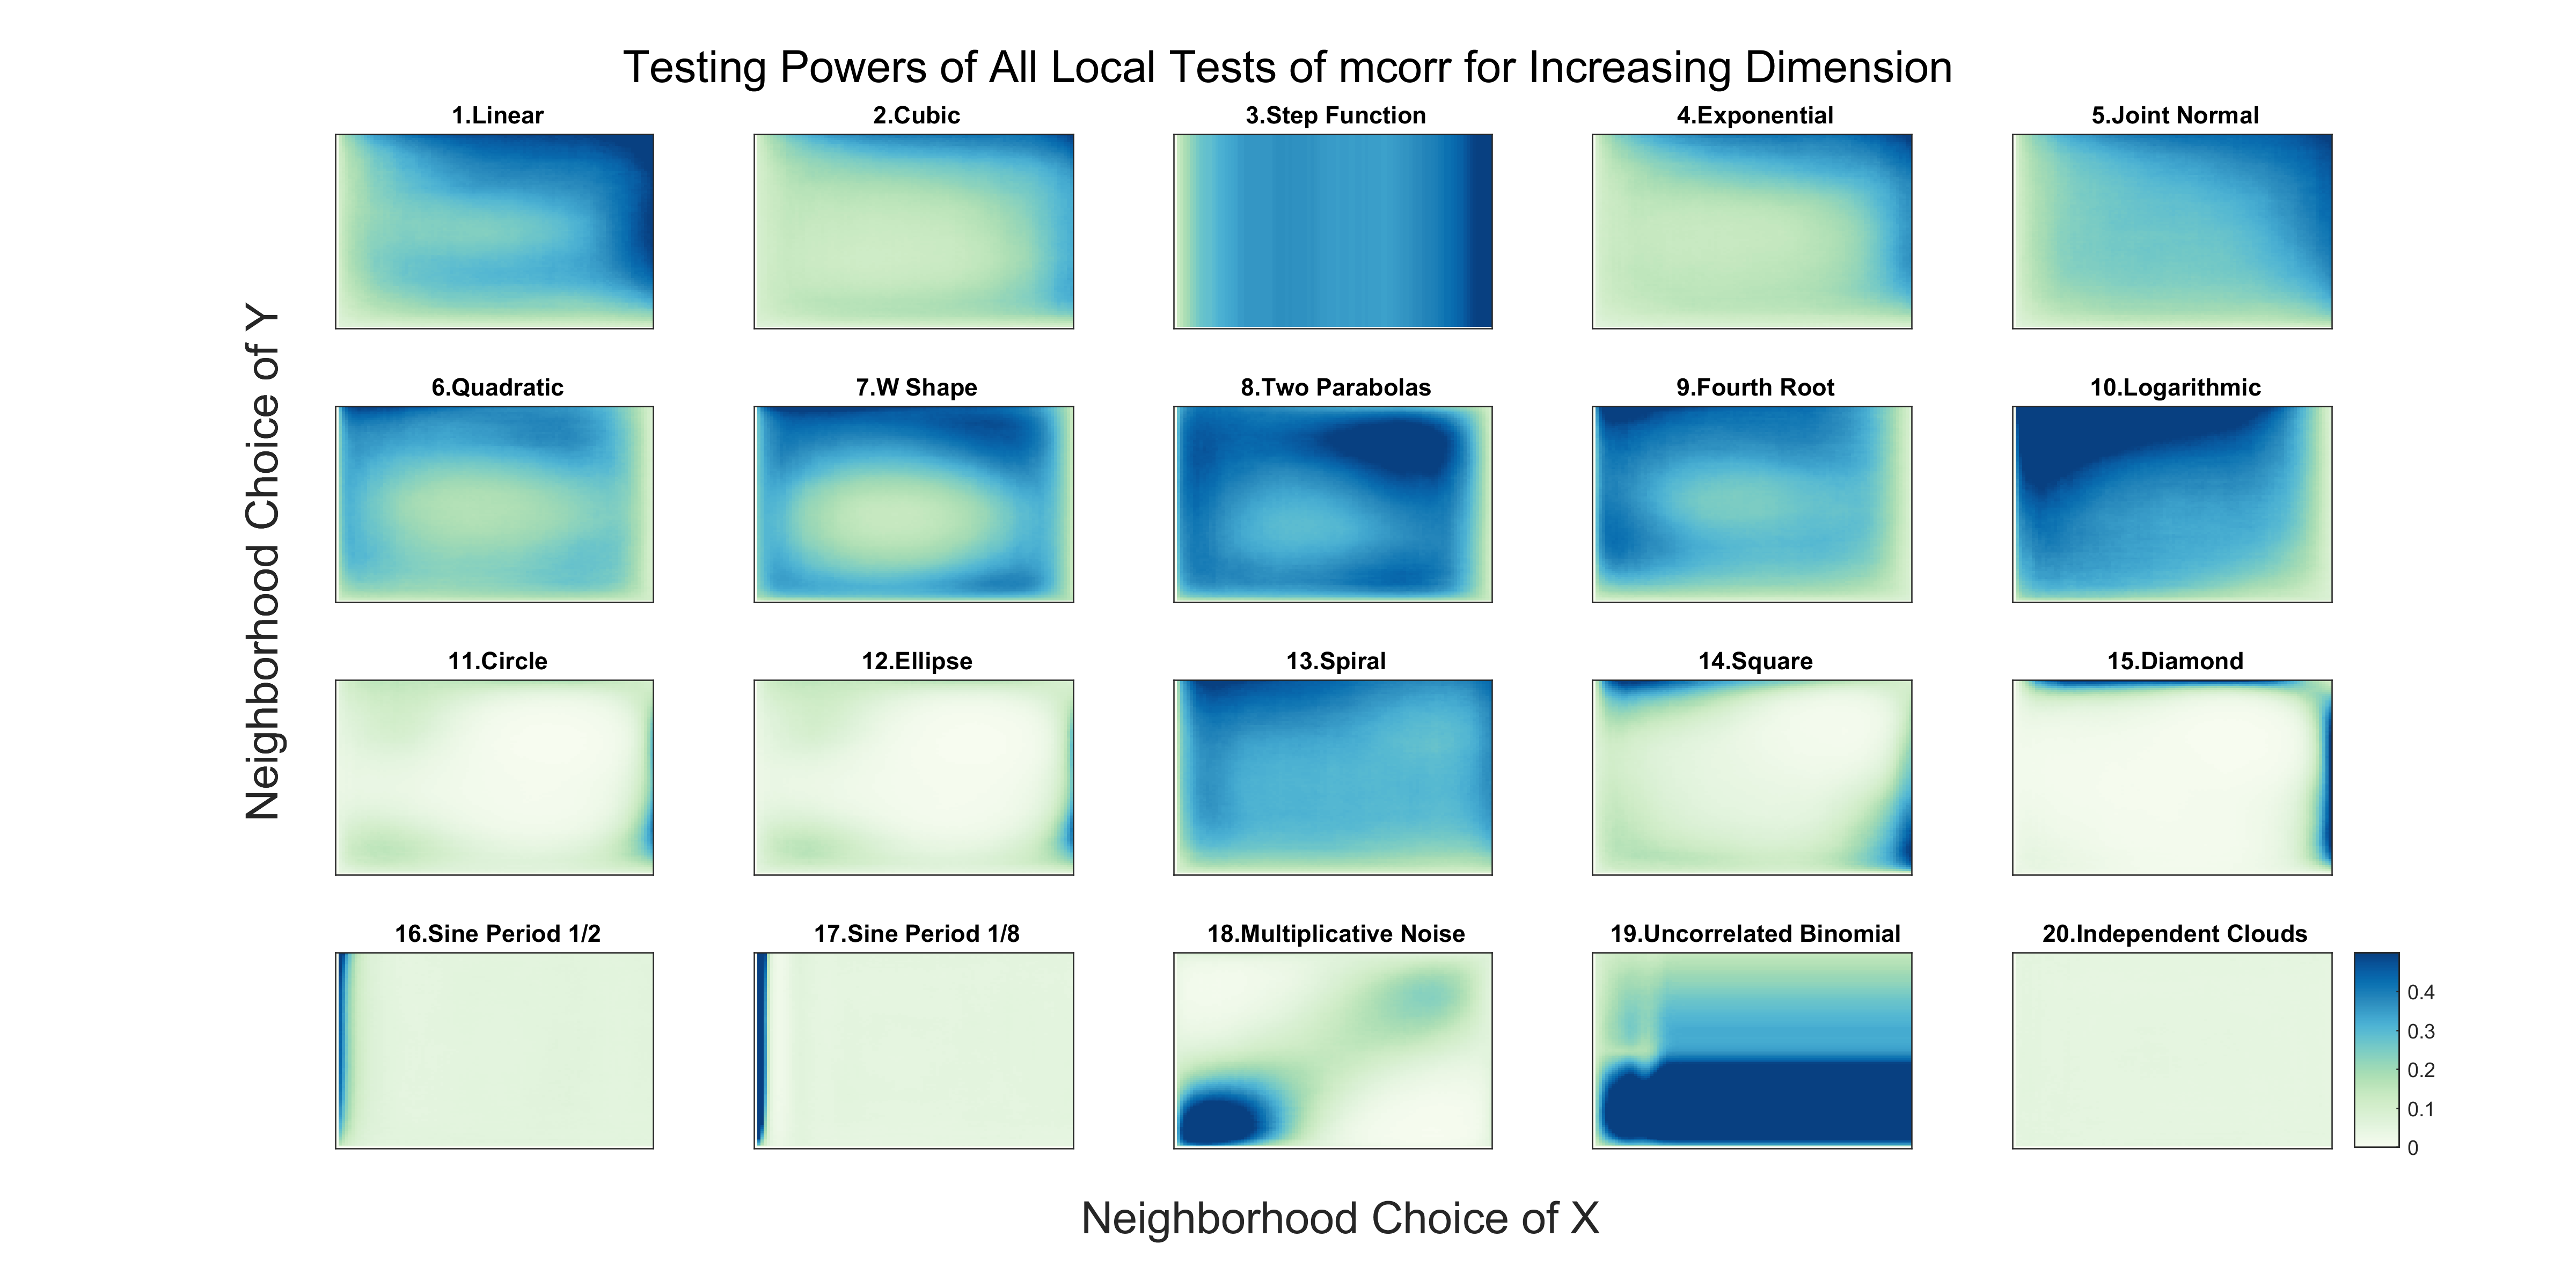 Testing Powers of All Local Tests of mcorr for Increasing Dimension
1.Linear
2.Cubic
3.Step Function
4.Exponential
5.Joint Normal
6.Quadratic
7.W Shape
8.Two Parabolas
9.Fourth Root
10.Logarithmic
11.Circle
12.Ellipse
13.Spiral
14.Square
15.Diamond
16.Sine Period 1/2
17.Sine Period 1/8
18.Multiplicative Noise
19.Uncorrelated Binomial
20.Independent Clouds
0.4
0.3
0.2
0.1
0
Neighborhood Choice of Y
Neighborhood Choice of X